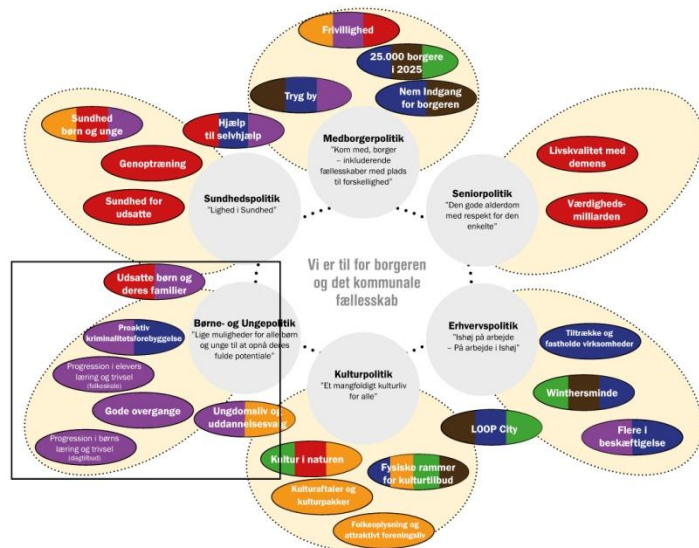 Frivillighed
25.000 borgere
i 2025
Tryg by
Nem Indgang
for borgeren
Medborgerpolitik
"Kom med, borger
– inkluderende
fællesskaber med plads
til forskellighed"
Sundhed
børn og unge
Hjælp
til selvhjælp
Genoptræning
Sundhed for
udsatte
Sundhedspolitik
"Lighed i Sundhed"
Seniorpolitik
"Den gode alderdom
med respekt for den
enkelte"
Livskvalitet med
demens
Værdigheds-
milliarden
Vi er til for borgeren
og det kommunale
fællesskab
Udsatte børn og
deres familier
Proaktiv
kriminalitetsforebyggelse
Progression i elevers
læring og trivsel
(folkeskole)
Gode overgange
Progression i børns
læring og trivsel
(dagtilbud)
Ungdomsliv og
uddannelsesvalg
Børne- og Ungepolitik
"Lige muligheder for alle børn
og unge til at opnå deres
fulde potentiale"
Kulturpolitik
"Et mangfoldigt kulturliv
for alle"
Erhvervspolitik
"Ishøj på arbejde
– På arbejde i Ishøj"
Tiltrække og
fastholde virksomheder
Winthersminde
Flere i
beskæftigelse
LOOP City
Kultur i naturen
Fysiske rammer
for kulturtilbud
Kulturaftaler og
kulturpakker
Folkeoplysning og
attraktivt foreningsliv